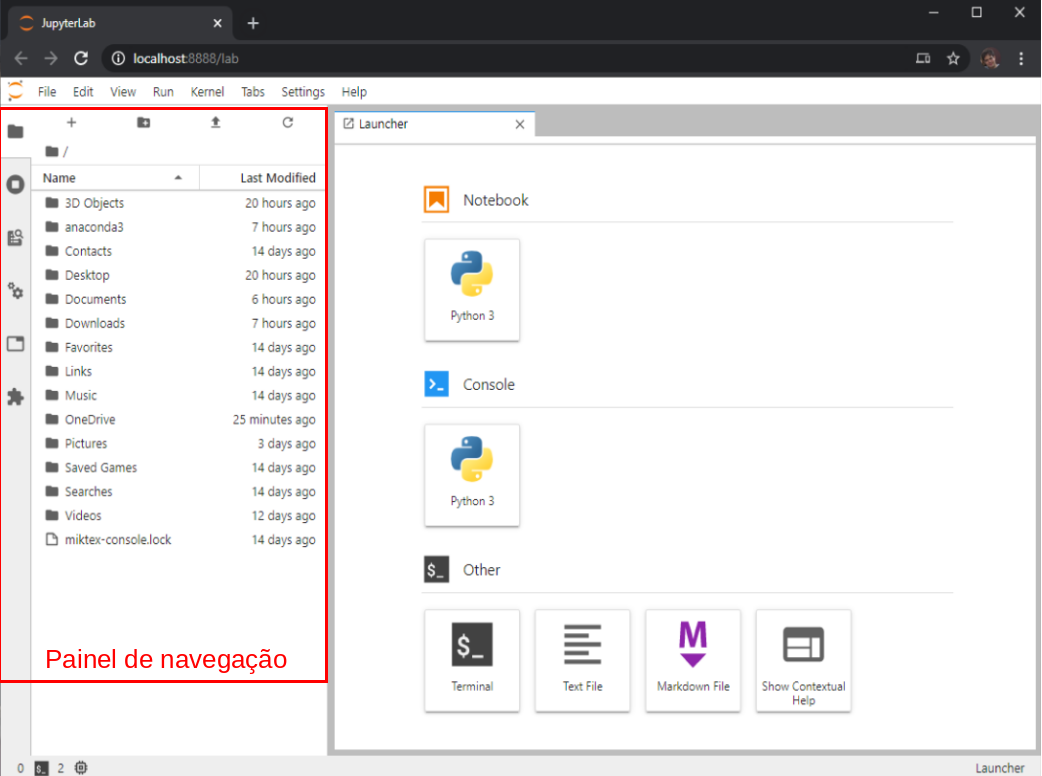 JupyterLab
localhost:8888/lab
File Edit View Run Kernel Tabs Settings Help
/
Name Last Modified
3D Objects 20 hours ago
anaconda3 7 hours ago
Contacts 14 days ago
Desktop 20 hours ago
Documents 6 hours ago
Downloads 7 hours ago
Favorites 14 days ago
Links 14 days ago
Music 14 days ago
OneDrive 25 minutes ago
Pictures 3 days ago
Saved Games 14 days ago
Searches 14 days ago
Videos 12 days ago
miktex-console.lock 14 days ago
Painel de navegação
Launcher
Notebook
Python 3
Console
Python 3
$_ Other
$_
Terminal
Text File
M
Markdown File
Show Contextual
Help
0 $_ 2
Launcher